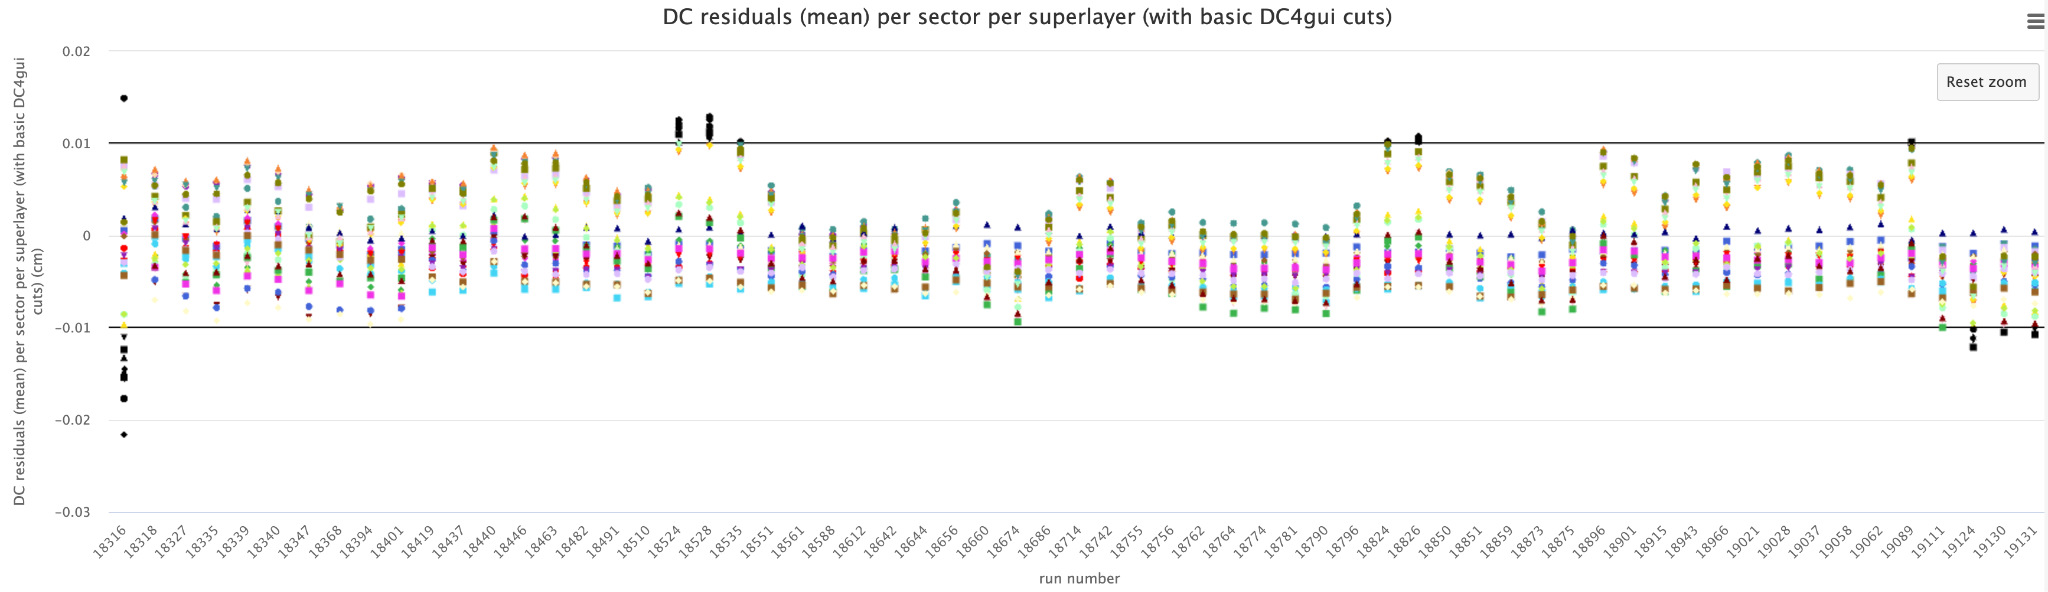 DC residuals (mean) per sector per superlayer (with basic DC4gui cuts)
Reset zoom
DC residuals (mean) per sector per superlayer (with basic DC4gui
cuts) (cm)
0.02
0.01
0
−0.01
−0.02
−0.03
18316 18318 18327 18335 18339 18340 18347 18368 18394 18401 18419 18437 18440 18446 18463 18482 18491 18510 18524 18528 18535 18551 18561 18588 18612 18642 18644 18656 18660 18674 18686 18714 18742 18755 18756 18762 18764 18774 18781 18790 18796 18824 18826 18850 18851 18859 18873 18875 18896 18901 18915 18943 18966 19021 19028 19037 19058 19062 19089 19111 19124 19130 19131
run number